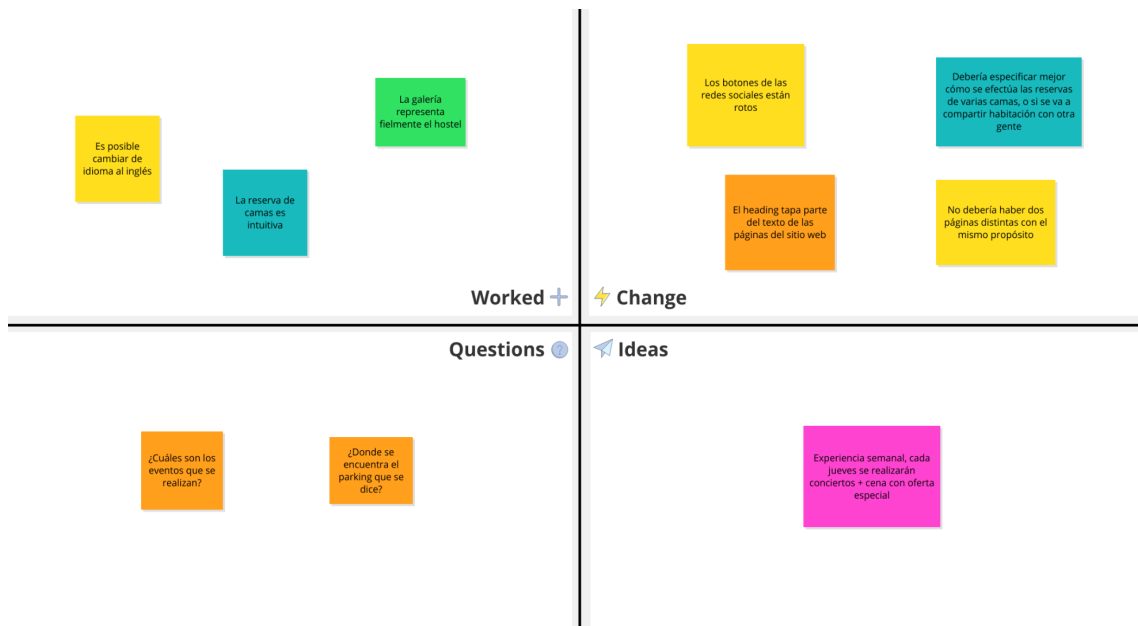 Es posible
cambiar de
idioma al inglés
La reserva de
camas es
intuitiva
La galería
representa
fielmente el hostel
Worked
Los botones de las
redes sociales están
rotos
Debería especificar mejor
cómo se efectúa las reservas
de varias camas, o si se va a
compartir habitación con otra
gente
El heading tapa parte
del texto de las
páginas del sitio web
No debería haber dos
páginas distintas con el
mismo propósito
Change
Questions
¿Cuáles son los
eventos que se
realizan?
¿Donde se
encuentra el
parking que se
dice?
Ideas
Experiencia semanal, cada
jueves se realizarán
conciertos + cena con oferta
especial